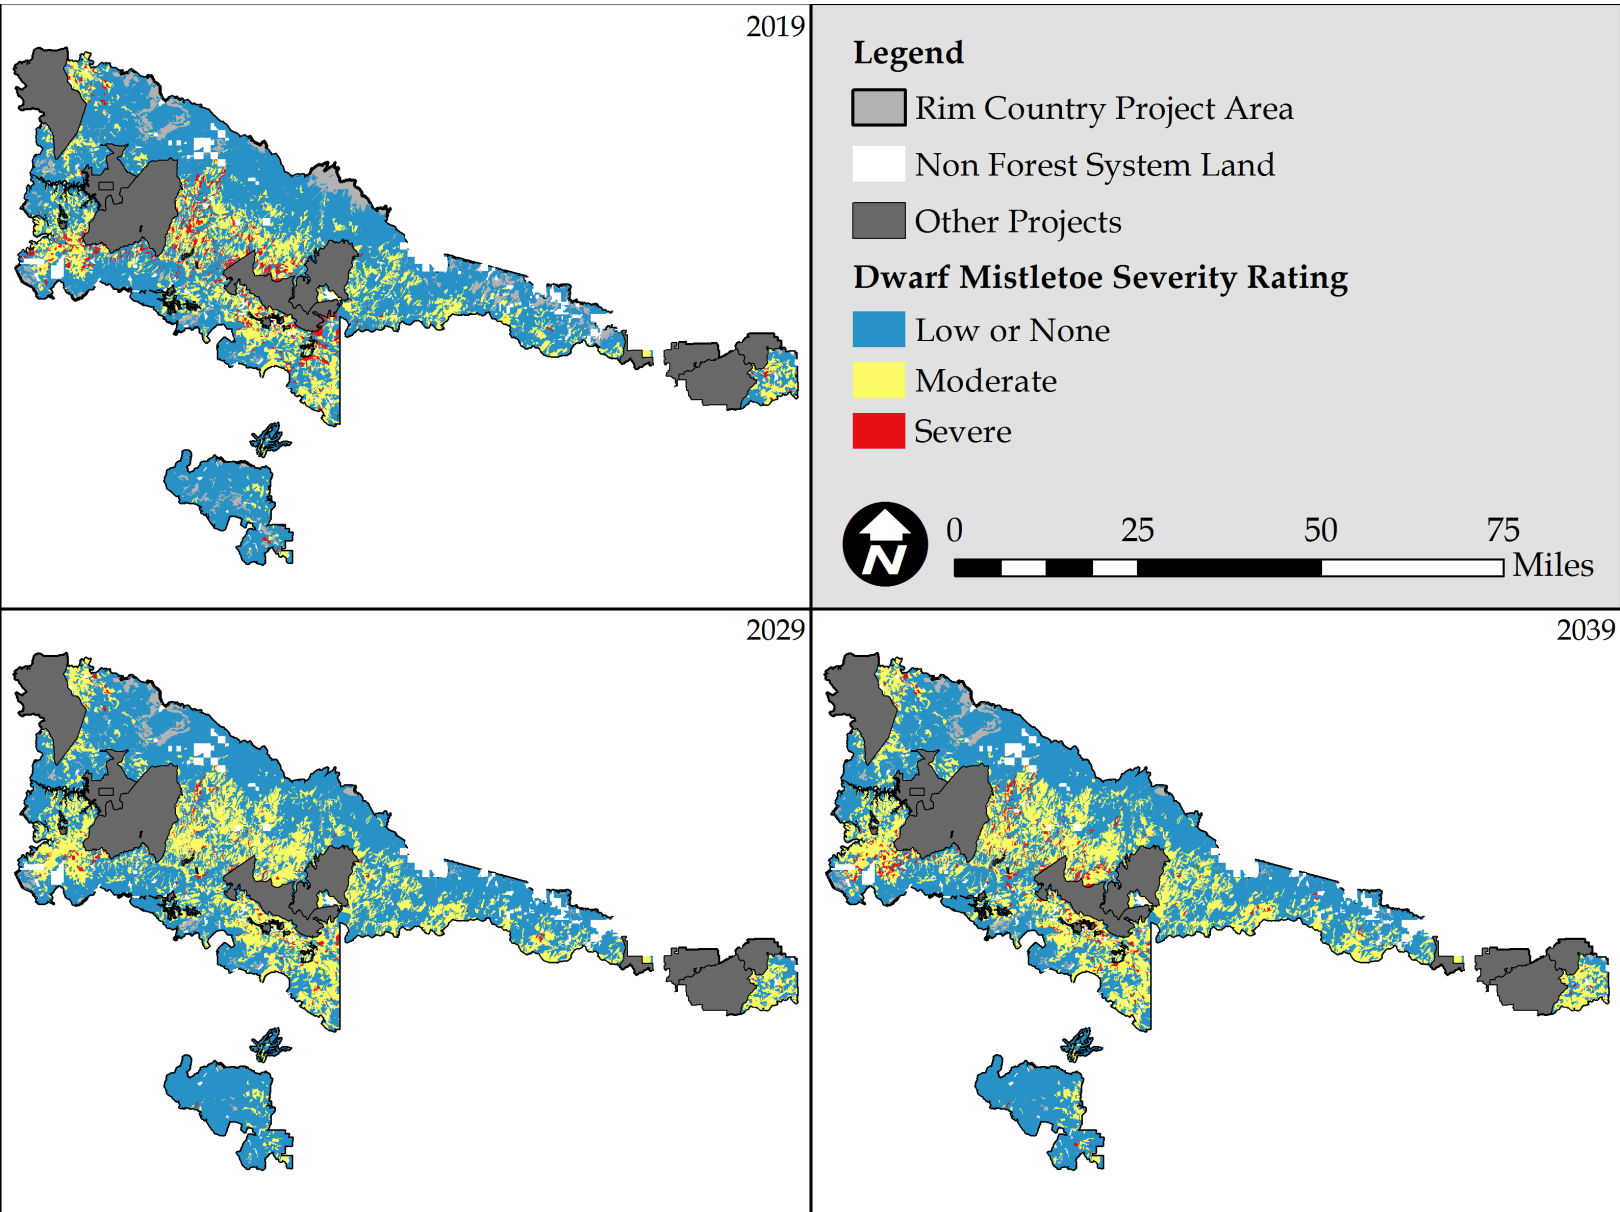 2019
Legend
Rim Country Project Area
Non Forest System Land
Other Projects
Dwarf Mistletoe Severity Rating
Low or None
Moderate
Severe
N
0 25 50 75
Miles
2029
2039